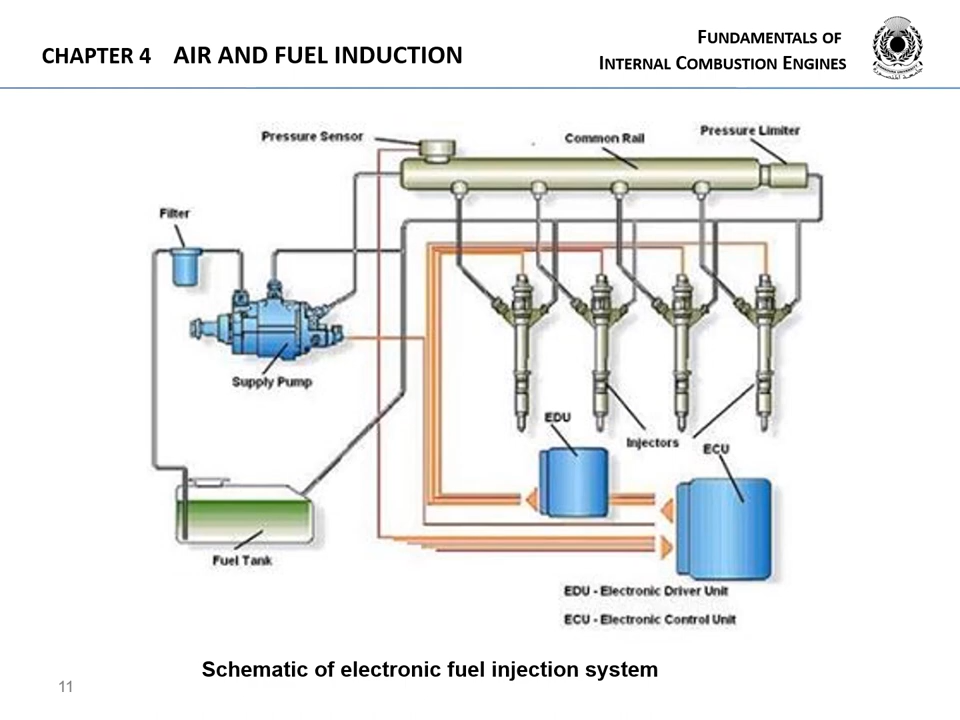 CHAPTER 4 AIR AND FUEL INDUCTION
FUNDAMENTALS OF
INTERNAL COMBUSTION ENGINES
Pressure Sensor
Common Rail
Pressure Limiter
Filter
Supply Pump
EDU
Injectors
ECU
Fuel Tank
EDU - Electronic Driver Unit
ECU - Electronic Control Unit
Schematic of electronic fuel injection system
11